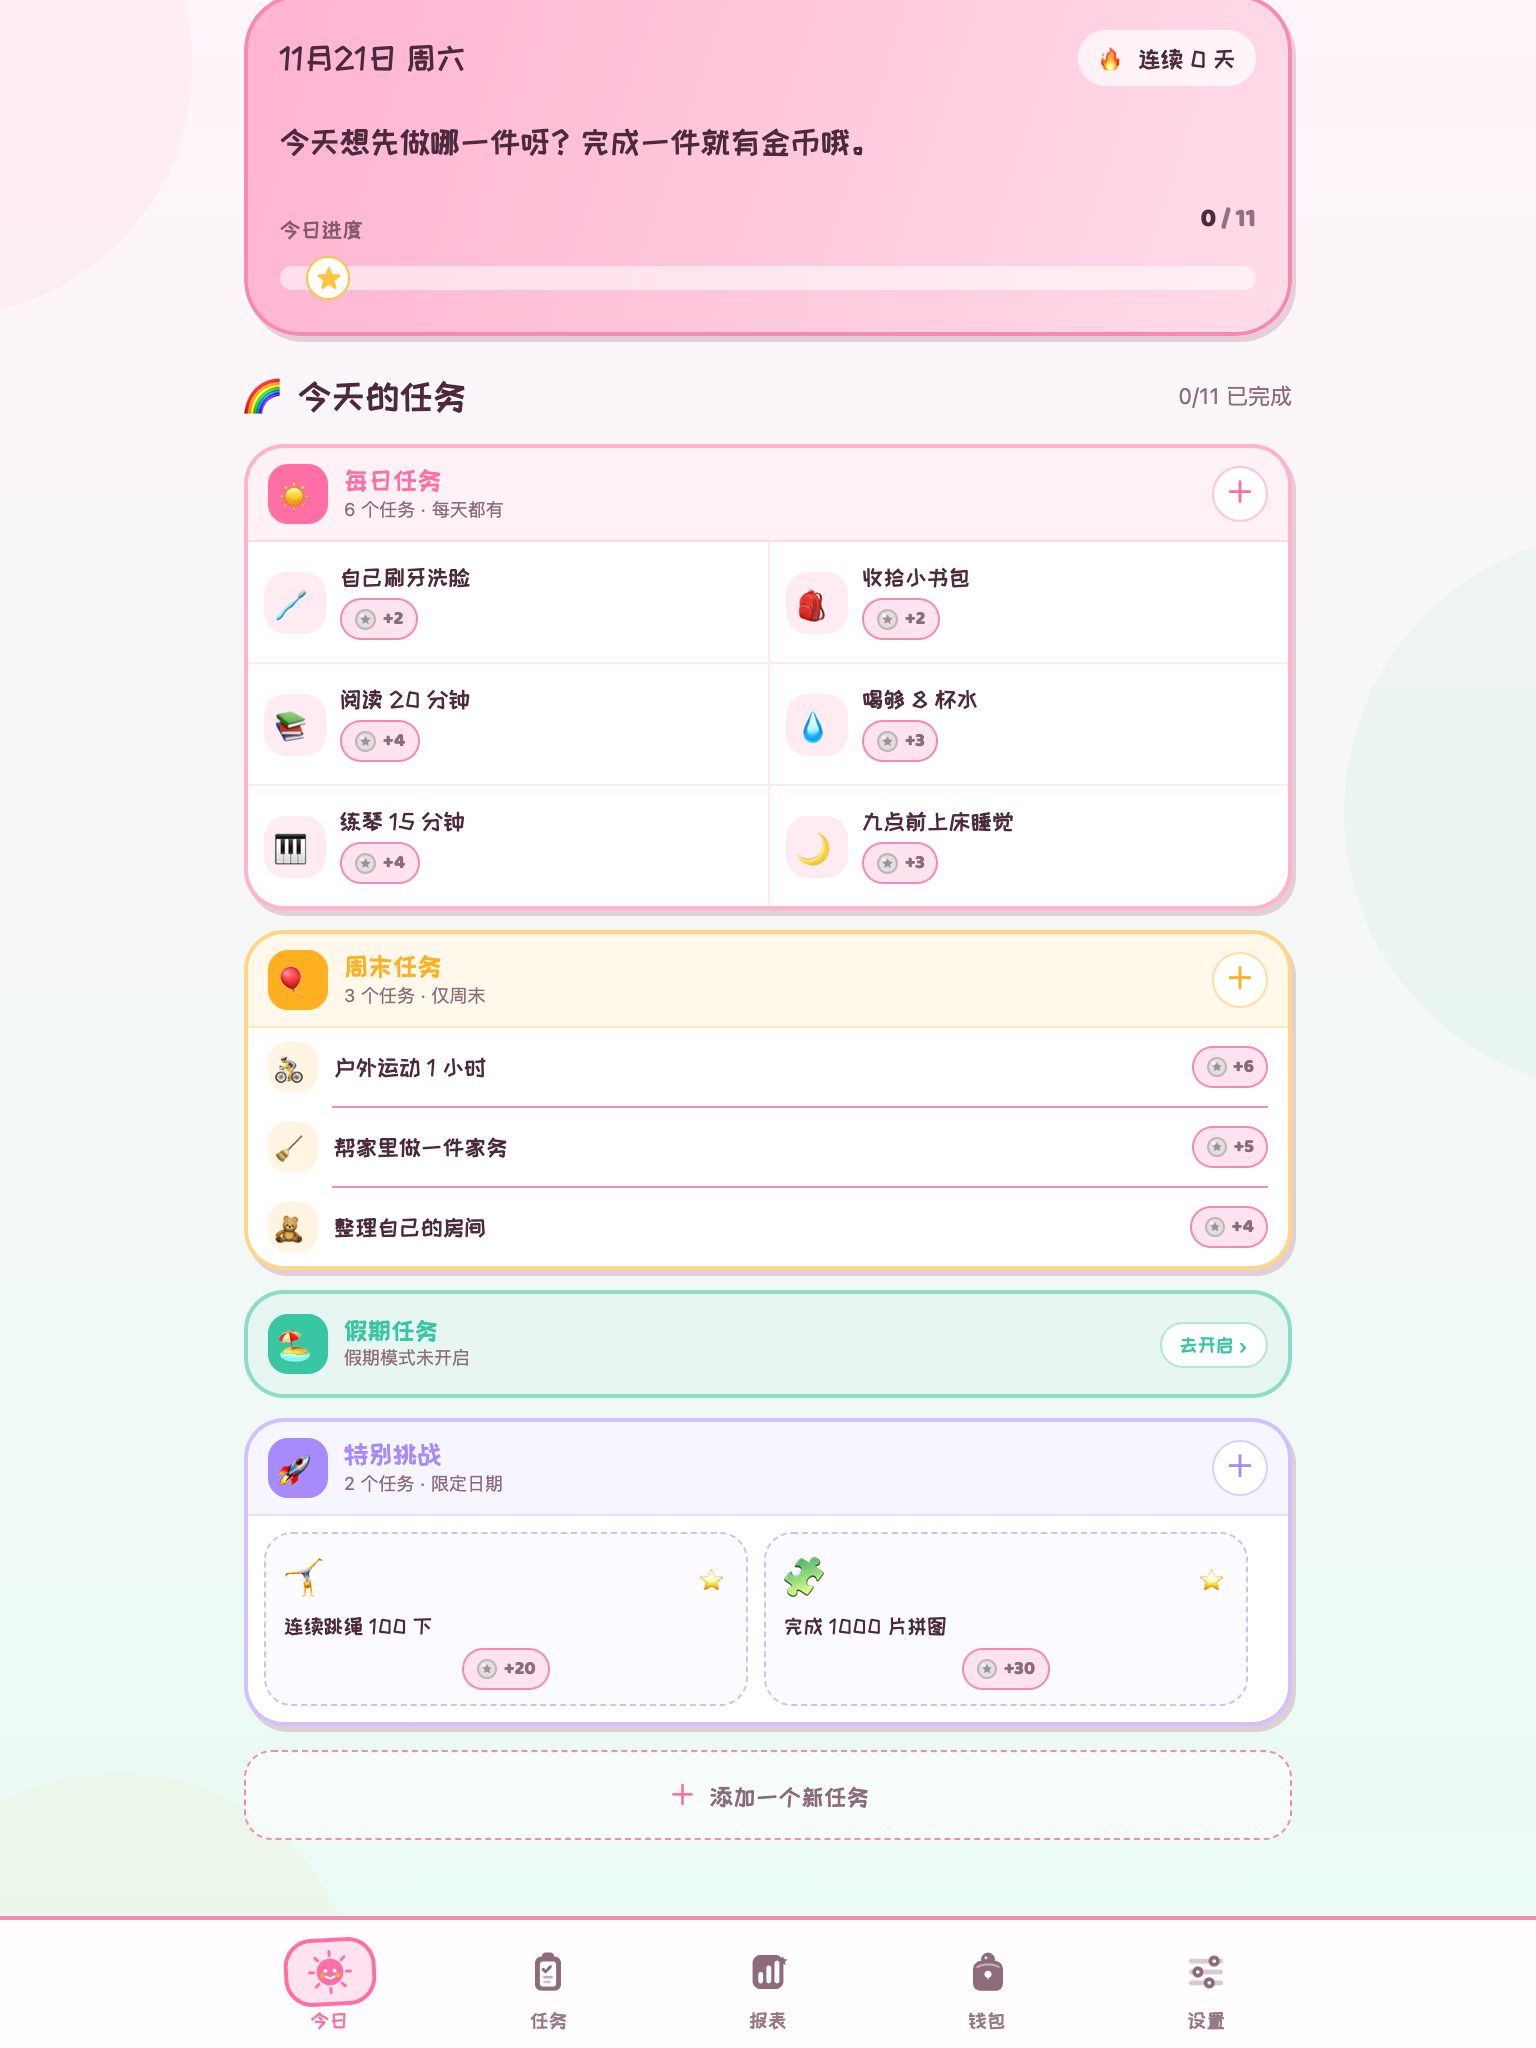 11月21日 周六
连续 0 天
今天想先做哪一件呀？完成一件就有金币哦。
今日进度
0 / 11
今天的任务
0/11 已完成
每日任务
6 个任务 · 每天都有
自己刷牙洗脸
+2
收拾小书包
+2
阅读 20 分钟
+4
喝够 8 杯水
+3
练琴 15 分钟
+4
九点前上床睡觉
+3
周末任务
3 个任务 · 仅周末
户外运动 1 小时
+6
帮家里做一件家务
+5
整理自己的房间
+4
假期任务
假期模式未开启
去开启 ›
特别挑战
2 个任务 · 限定日期
连续跳绳 100 下
+20
完成 1000 片拼图
+30
添加一个新任务
今日
任务
报表
钱包
设置